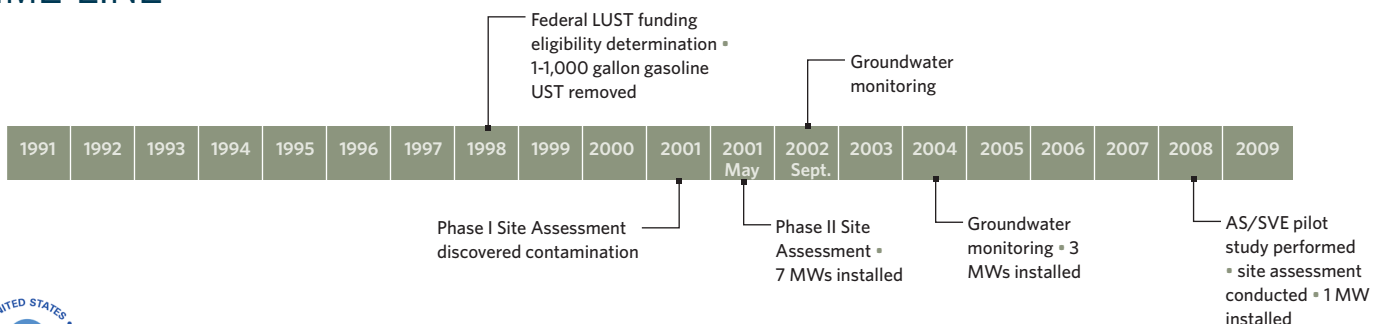 Federal LUST funding
eligibility determination ▪
1-1,000 gallon gasoline
UST removed
Groundwater
monitoring
1991 1992 1993 1994 1995 1996 1997 1998 1999 2000 2001 2001 2002 2003 2004 2005 2006 2007 2008 2009
May Sept.
Phase I Site Assessment
discovered contamination
Phase II Site
Assessment ▪
7 MWs installed
Groundwater
monitoring ▪ 3
MWs installed
AS/SVE pilot
study performed
▪ site assessment
conducted ▪ 1 MW
installed
UNITED STATES